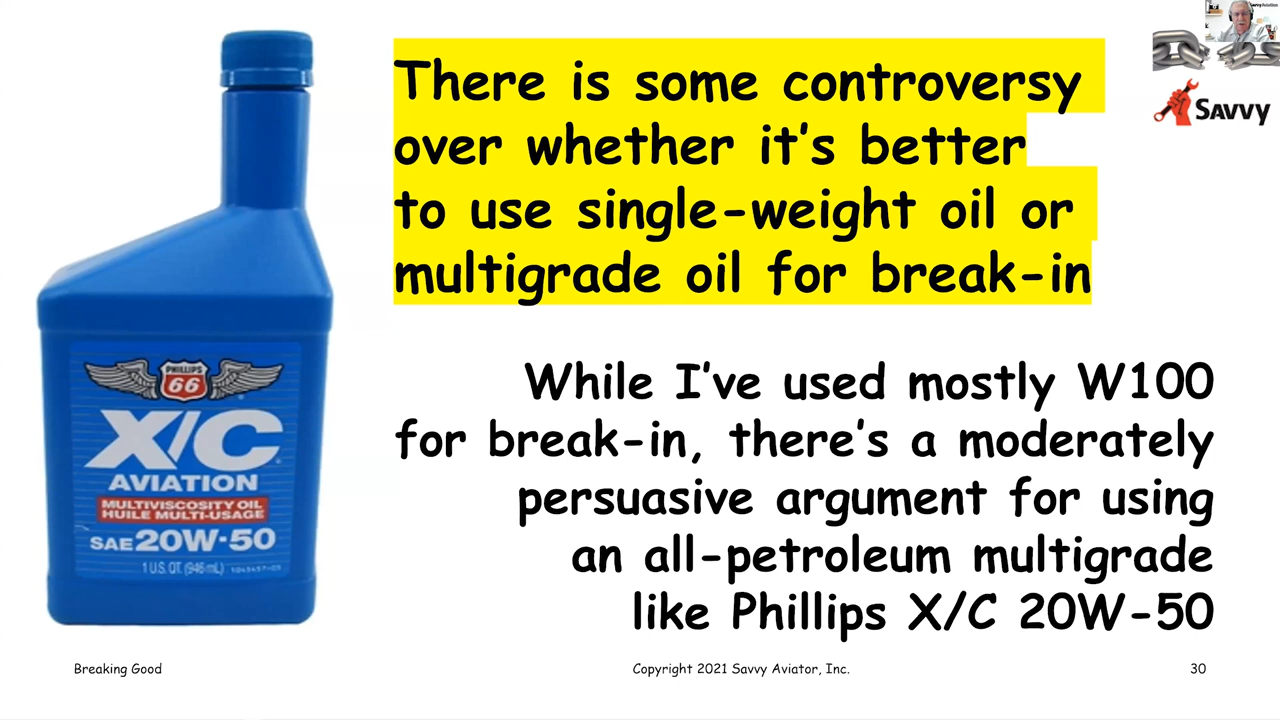 There is some controversy
over whether it's better
to use single-weight oil or
multigrade oil for break-in
While I've used mostly W100
for break-in, there's a moderately
persuasive argument for using
an all-petroleum multigrade
like Phillips X/C 20W-50
PHILLIPS
66
X/C
AVIATION
MULTIVISCOSITY OIL
HUILE MULTI-USAGE
SAE 20W-50
1 U.S. QT. (946 mL)
Savvy
Breaking Good
Copyright 2021 Savvy Aviator, Inc.
30